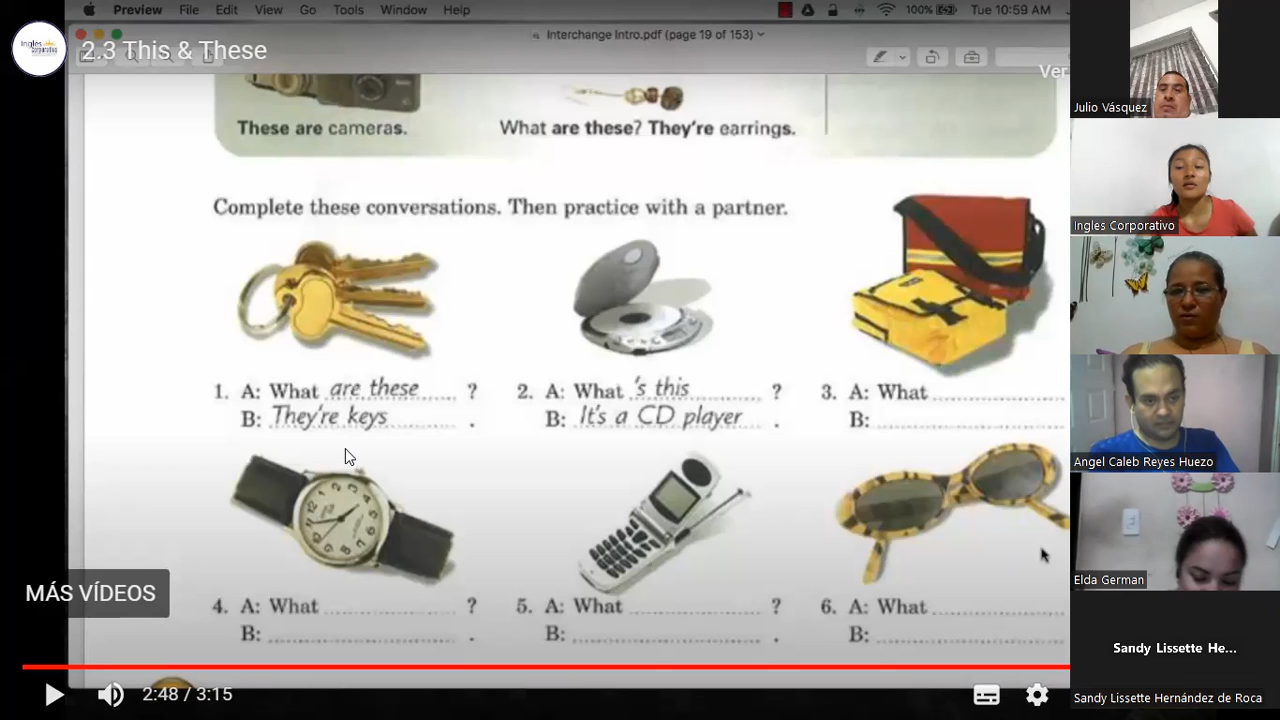 Preview File Edit View Go Tools Window Help 100% Tue 10:59 AM
Interchange Intro.pdf (page 19 of 153)
Ingles Corporativo
2.3 This & These
Ver
These are cameras.
What are these? They're earrings.
Complete these conversations. Then practice with a partner.
1. A: What are these ?
B: They're keys .
2. A: What 's this ?
B: It's a CD player .
3. A: What
B:
4. A: What ?
B: .
5. A: What ?
B: .
6. A: What
B:
MÁS VÍDEOS
2:48 / 3:15
Julio Vásquez
Ingles Corporativo
Angel Caleb Reyes Huezo
Elda German
Sandy Lissette He...
Sandy Lissette Hernández de Roca